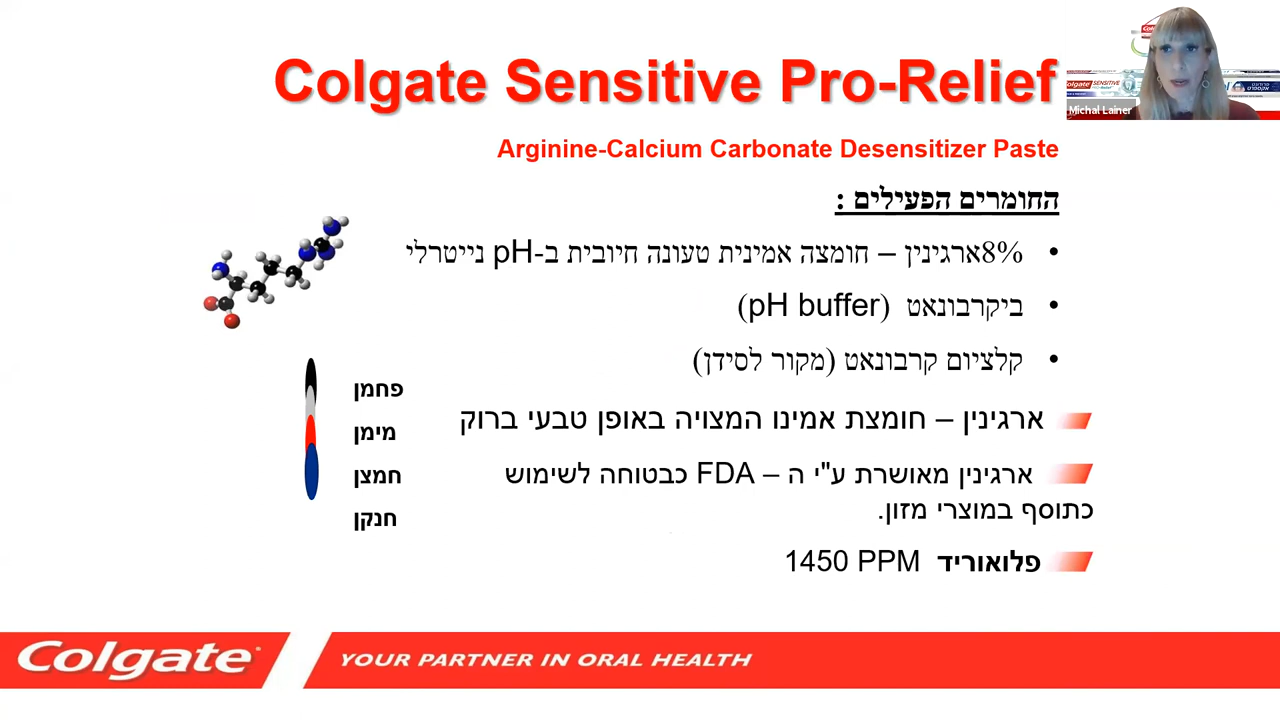 Colgate Sensitive Pro-Relief
Michal Lainer
Arginine-Calcium Carbonate Desensitizer Paste
החומרים הפעילים :
• 8%ארגינין – חומצה אמינית טעונה חיובית ב-pH נייטרלי
• ביקרבונאט (pH buffer)
• קלציום קרבונאט (מקור לסידן)
פחמן
מימן
חמצן
חנקן
ארגינין – חומצת אמינו המצויה באופן טבעי ברוק
ארגינין מאושרת ע"י ה – FDA כבטוחה לשימוש
כתוסף במוצרי מזון.
פלואוריד 1450 PPM
Colgate
YOUR PARTNER IN ORAL HEALTH